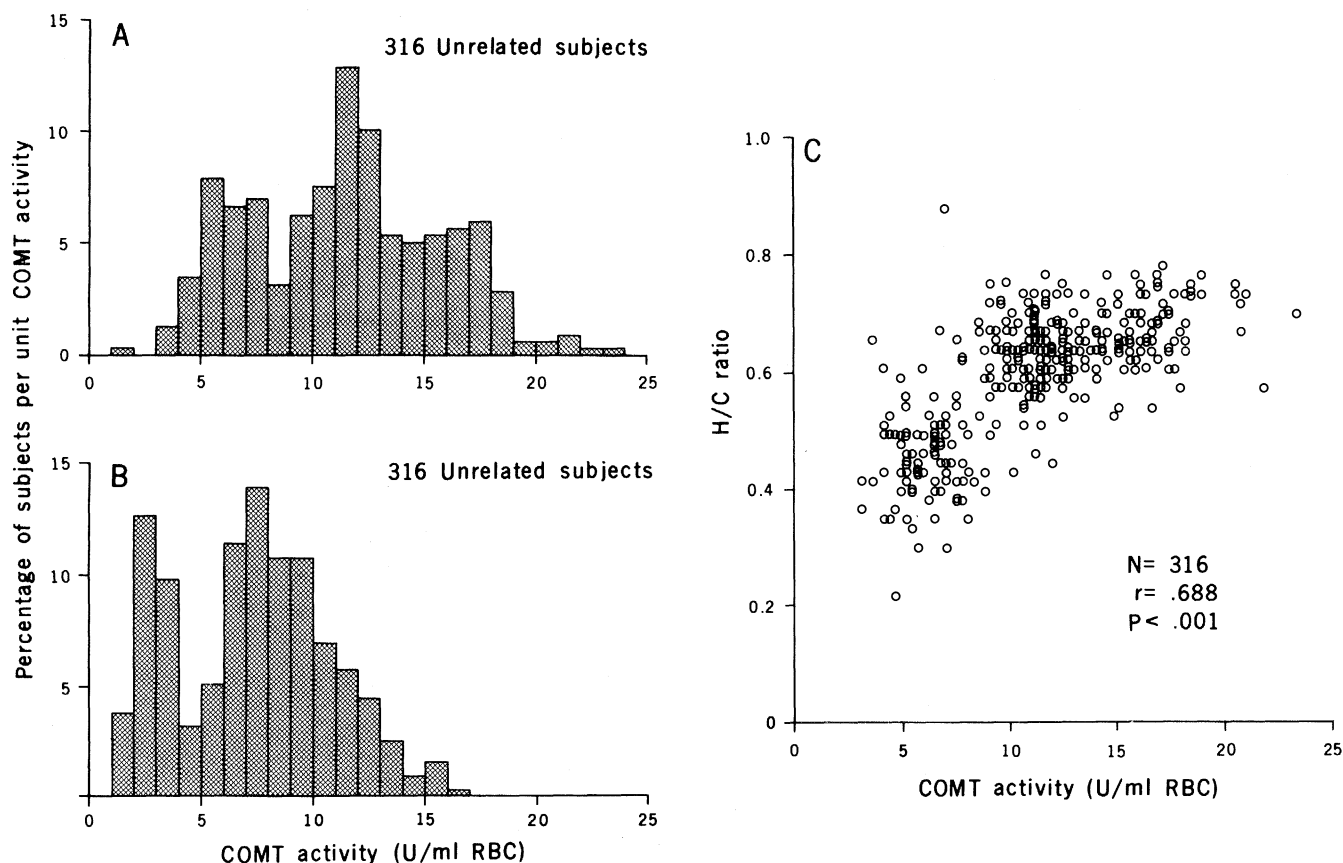 Percentage of subjects per unit COMT activity
A
316 Unrelated subjects
15
10
5
0
0 5 10 15 20 25
B
316 Unrelated subjects
15
10
5
0 5 10 15 20 25
COMT activity (U/ml RBC)
C
H/C ratio
1.0
0.8
0.6
0.4
0.2
0
N= 316
r= .688
P< .001
0 5 10 15 20 25
COMT activity (U/ml RBC)